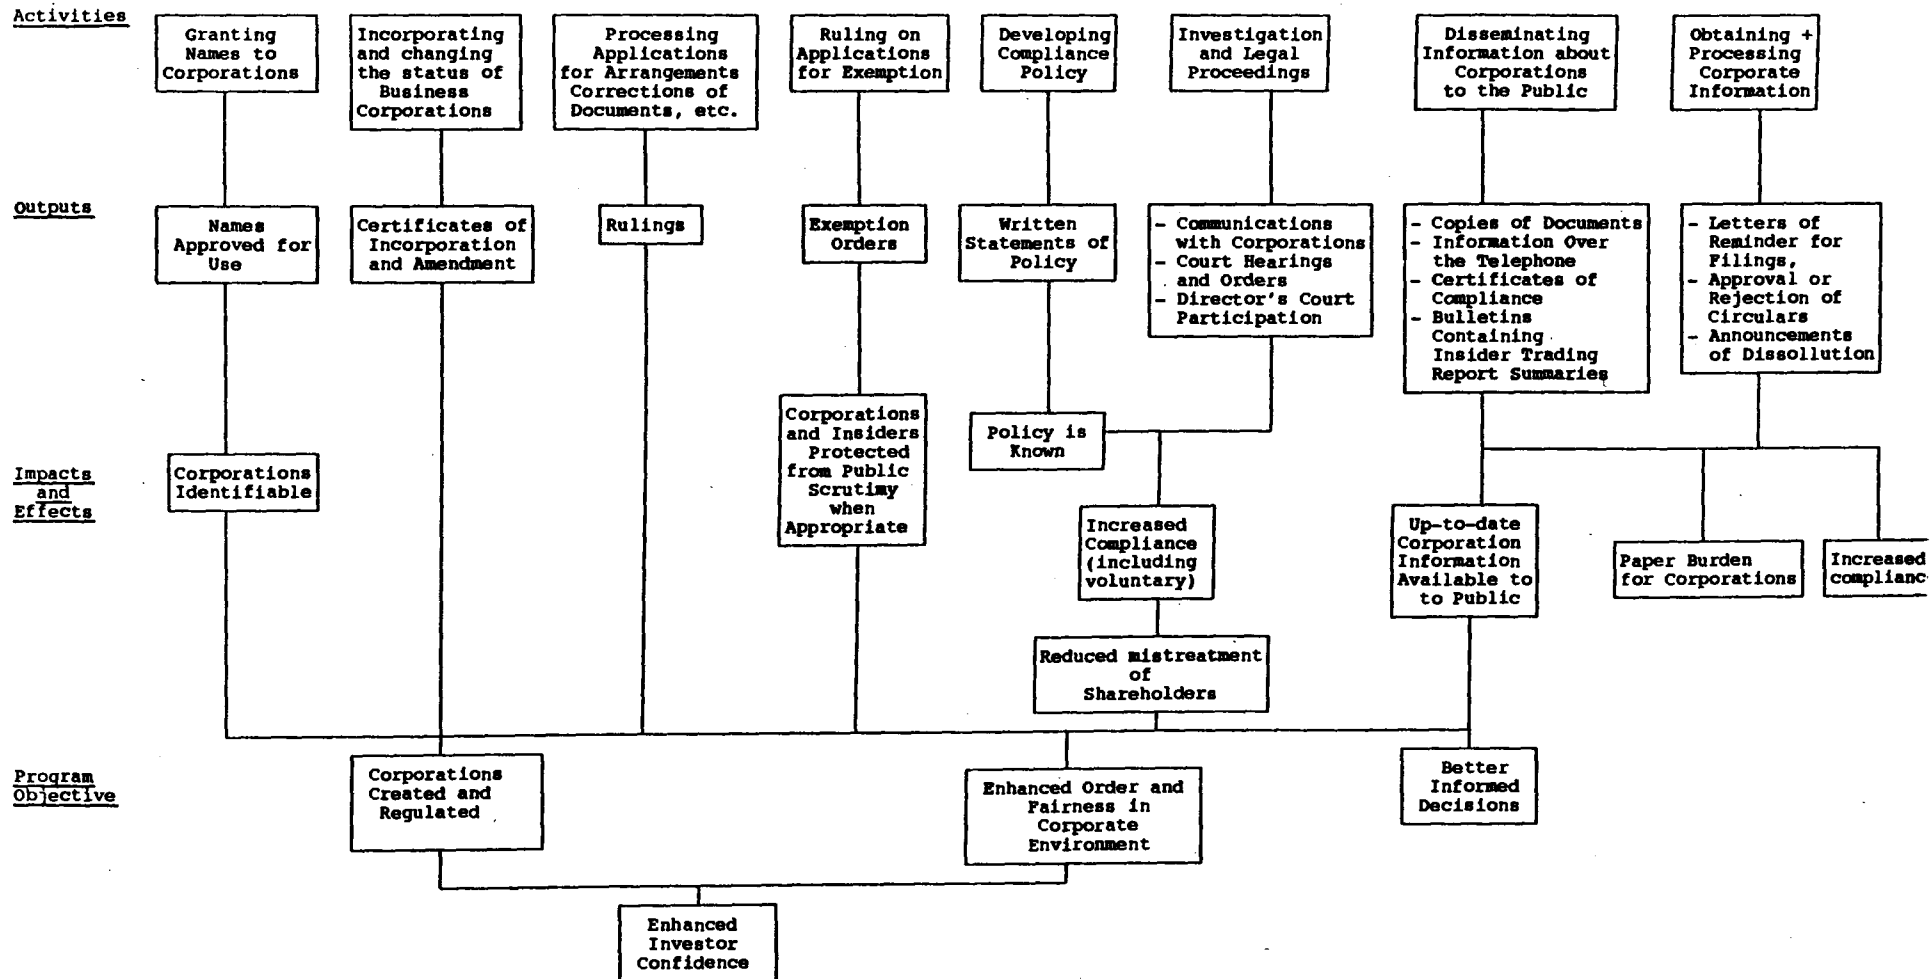 Activities
Granting
Names to
Corporations
Incorporating
and changing
the status of
Business
Corporations
Processing
Applications
for Arrangements
Corrections of
Documents, etc.
Ruling on
Applications
for Exemption
Developing
Compliance
Policy
Investigation
and Legal
Proceedings
Disseminating
Information about
Corporations
to the Public
Obtaining +
Processing
Corporate
Information
Outputs
Names
Approved for
Use
Certificates of
Incorporation
and Amendment
Rulings
Exemption
Orders
Written
Statements of
Policy
- Communications
with Corporations
- Court Hearings
and Orders
- Director's Court
Participation
- Copies of Documents
- Information Over
the Telephone
- Certificates of
Compliance
- Bulletins
Containing
Insider Trading
Report Summaries
- Letters of
Reminder for
Filings,
- Approval or
Rejection of
Circulars
- Announcements
of Dissollution
Impacts
and
Effects
Corporations
Identifiable
Corporations
and Insiders
Protected
from Public
Scrutimy
when
Appropriate
Policy is
Known
Increased
Compliance
(including
voluntary)
Reduced mistreatment
of
Shareholders
Up-to-date
Corporation
Information
Available to
to Public
Paper Burden
for Corporations
Increased
complianc
Program
Objective
Corporations
Created and
Regulated
Enhanced Order and
Fairness in
Corporate
Environment
Better
Informed
Decisions
Enhanced
Investor
Confidence